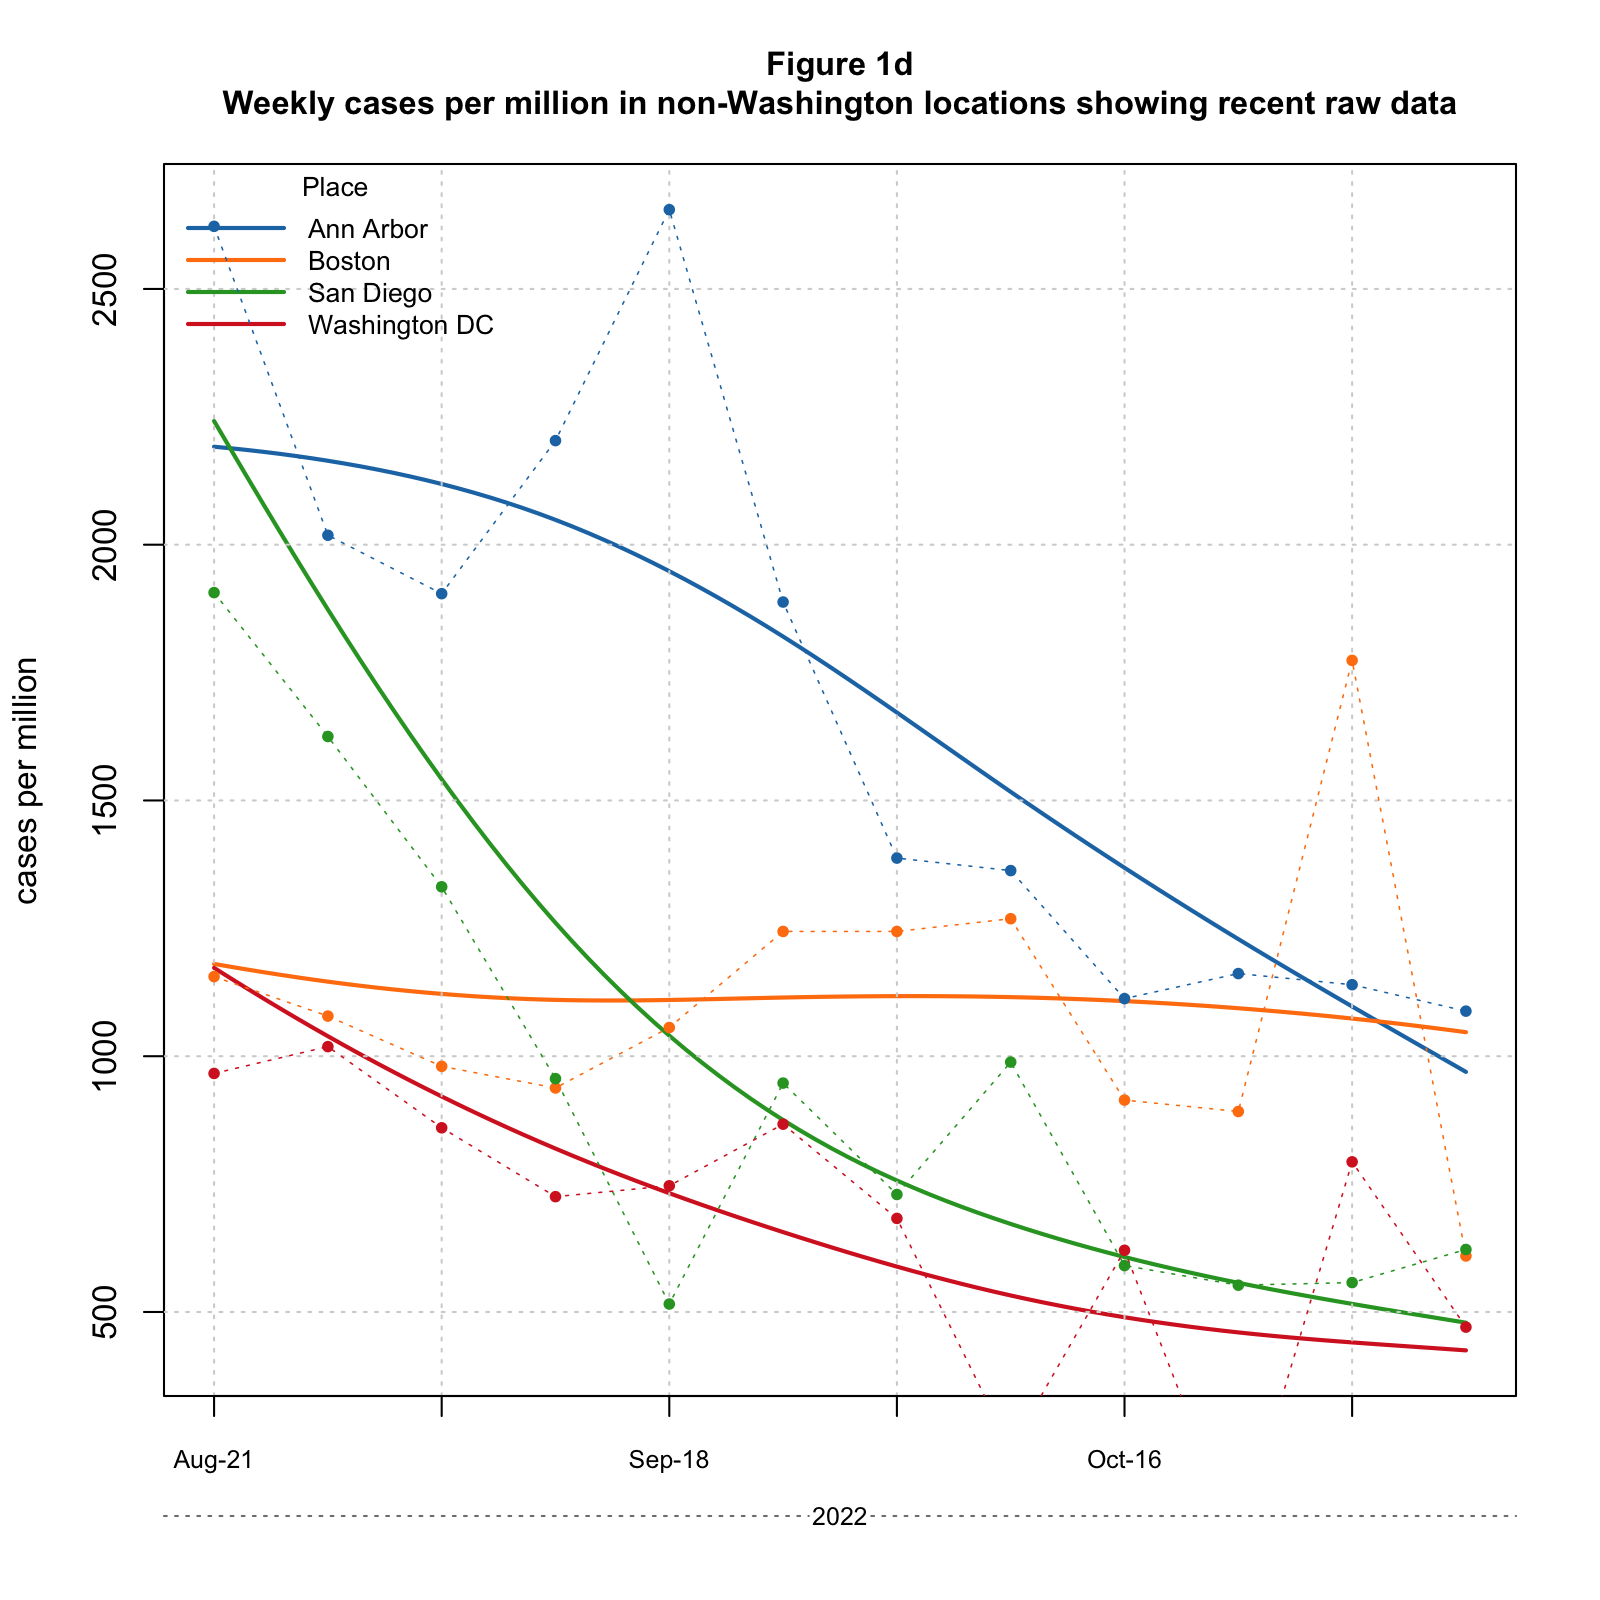 Figure 1d
Weekly cases per million in non-Washington locations showing recent raw data
Place
Ann Arbor
Boston
San Diego
Washington DC
cases per million
2500
2000
1500
1000
500
Aug-21
Sep-18
Oct-16
2022